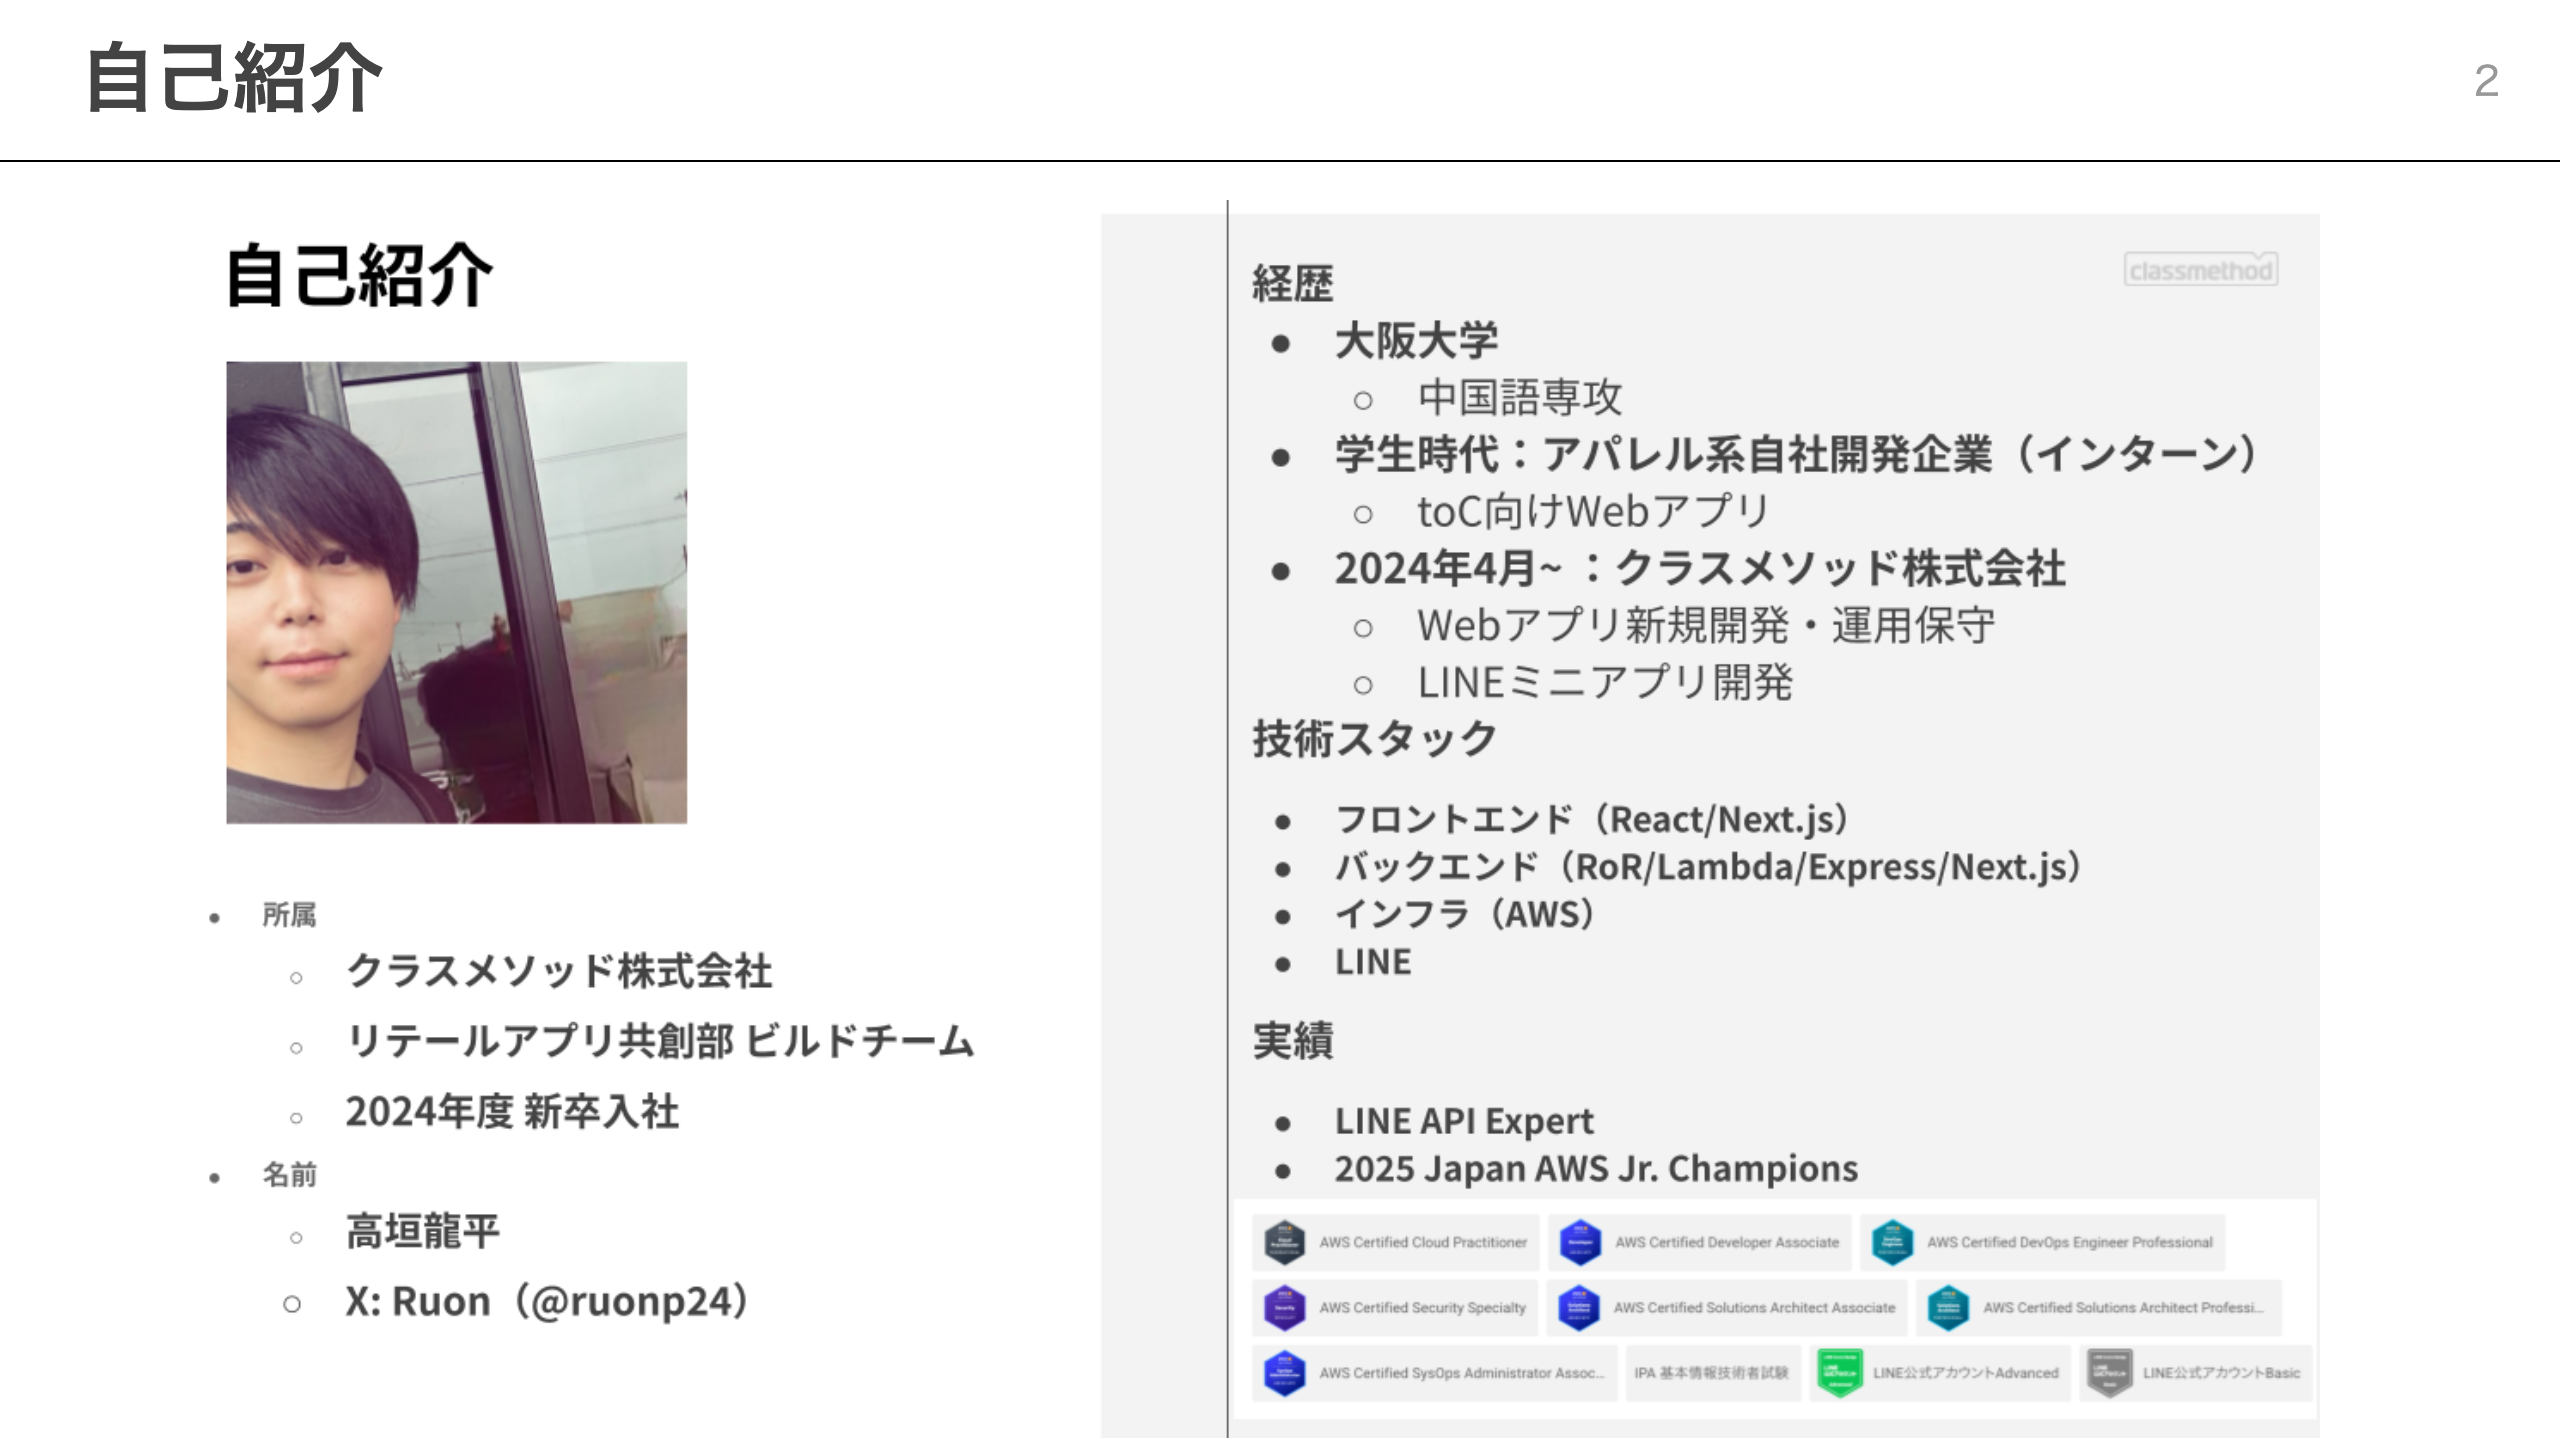 自己紹介
2
自己紹介
• 所属
○ クラスメソッド株式会社
○ リテールアプリ共創部 ビルドチーム
○ 2024年度 新卒入社
• 名前
○ 高垣龍平
○ X: Ruon（@ruonp24）
classmethod
経歴
● 大阪大学
○ 中国語専攻
● 学生時代：アパレル系自社開発企業（インターン）
○ toC向けWebアプリ
● 2024年4月~ ：クラスメソッド株式会社
○ Webアプリ新規開発・運用保守
○ LINEミニアプリ開発
技術スタック
● フロントエンド（React/Next.js）
● バックエンド（RoR/Lambda/Express/Next.js）
● インフラ（AWS）
● LINE
実績
● LINE API Expert
● 2025 Japan AWS Jr. Champions
AWS Certified Cloud Practitioner
AWS Certified Developer Associate
AWS Certified DevOps Engineer Professional
AWS Certified Security Specialty
AWS Certified Solutions Architect Associate
AWS Certified Solutions Architect Professi...
AWS Certified SysOps Administrator Assoc...
IPA 基本情報技術者試験
LINE公式アカウントAdvanced
LINE公式アカウントBasic